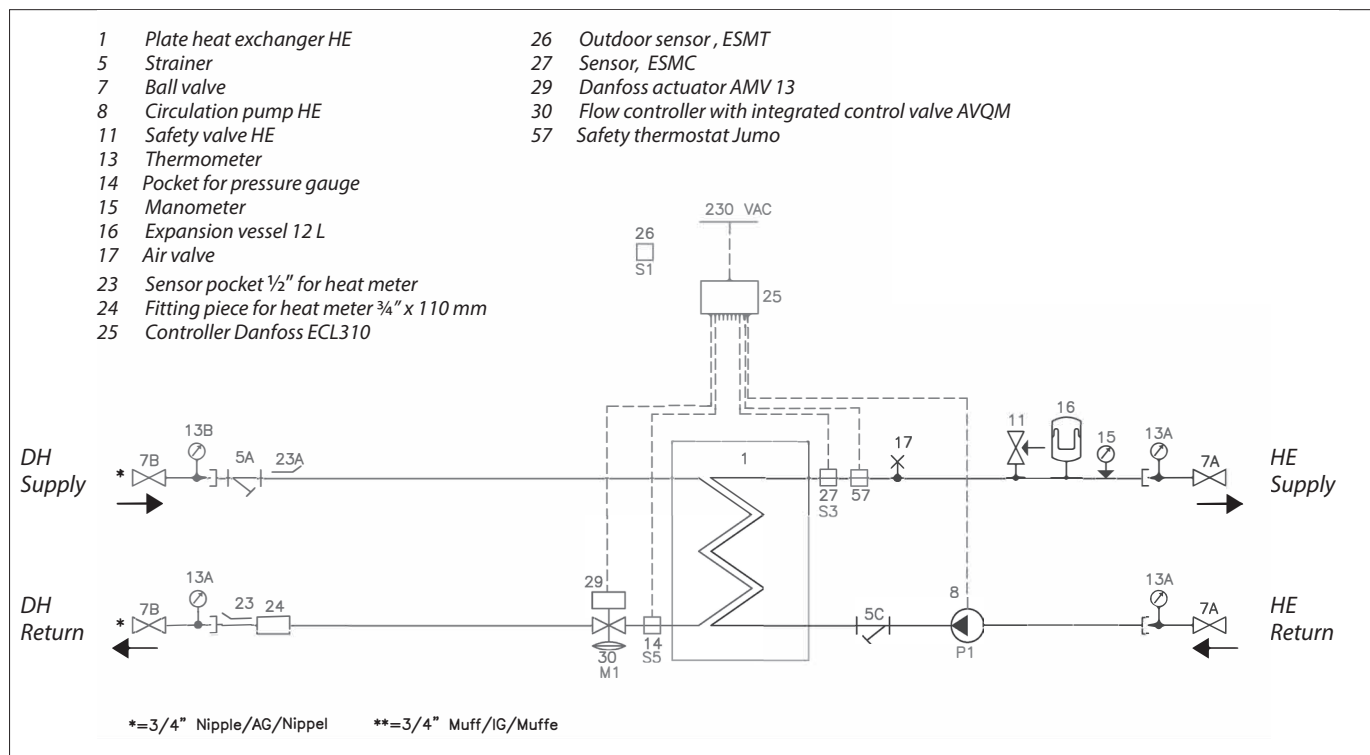 1 Plate heat exchanger HE
5 Strainer
7 Ball valve
8 Circulation pump HE
11 Safety valve HE
13 Thermometer
14 Pocket for pressure gauge
15 Manometer
16 Expansion vessel 12 L
17 Air valve
23 Sensor pocket ½" for heat meter
24 Fitting piece for heat meter ¾" x 110 mm
25 Controller Danfoss ECL310
26 Outdoor sensor , ESMT
27 Sensor, ESMC
29 Danfoss actuator AMV 13
30 Flow controller with integrated control valve AVQM
57 Safety thermostat Jumo
230 VAC
26
S1
25
DH
Supply
*
7B
13B
5A
23A
1
27
S3
57
17
11
16
15
13A
7A
HE
Supply
DH
Return
*
7B
13A
23
24
29
30
M1
14
S5
5C
8
P1
13A
7A
HE
Return
*=3/4" Nipple/AG/Nippel **=3/4" Muff/IG/Muffe